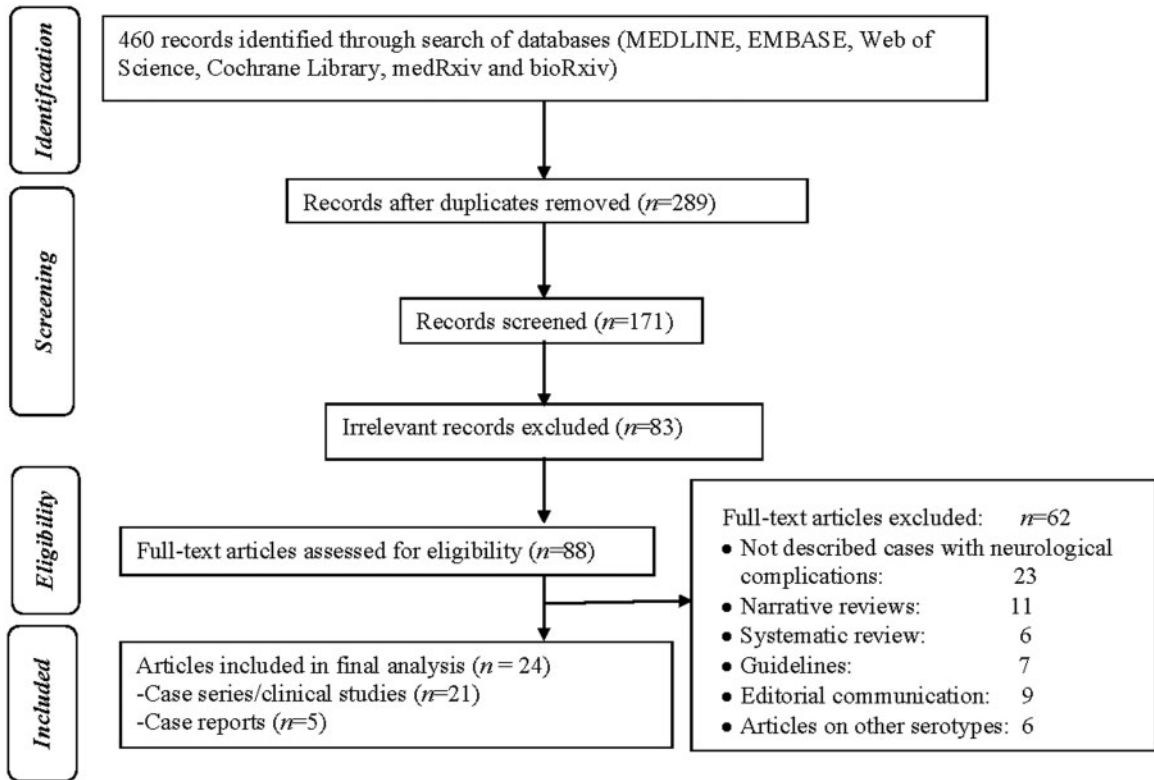 Identification
460 records identified through search of databases (MEDLINE, EMBASE, Web of
Science, Cochrane Library, medRxiv and bioRxiv)
Screening
Records after duplicates removed (n=289)
Records screened (n=171)
Irrelevant records excluded (n=83)
Eligibility
Full-text articles assessed for eligibility (n=88)
Full-text articles excluded: n=62
• Not described cases with neurological
complications: 23
• Narrative reviews: 11
• Systematic review: 6
• Guidelines: 7
• Editorial communication: 9
• Articles on other serotypes: 6
Included
Articles included in final analysis (n = 24)
-Case series/clinical studies (n=21)
-Case reports (n=5)